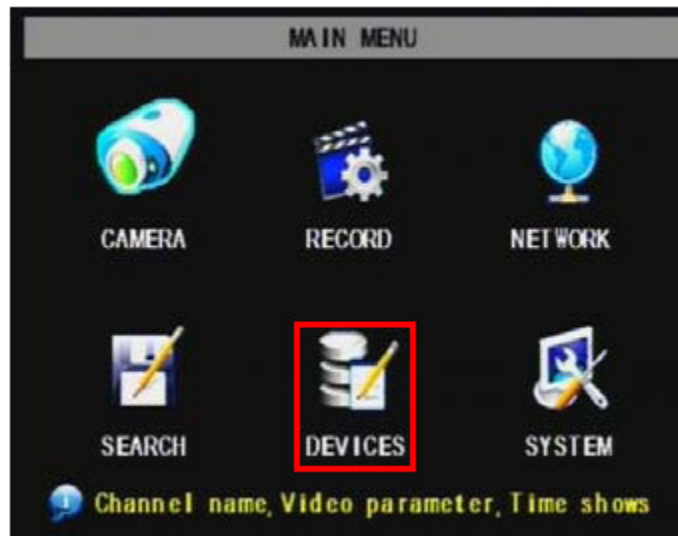 MAIN MENU
CAMERA RECORD NETWORK
SEARCH DEVICES SYSTEM
Channel name, Video parameter, Time shows